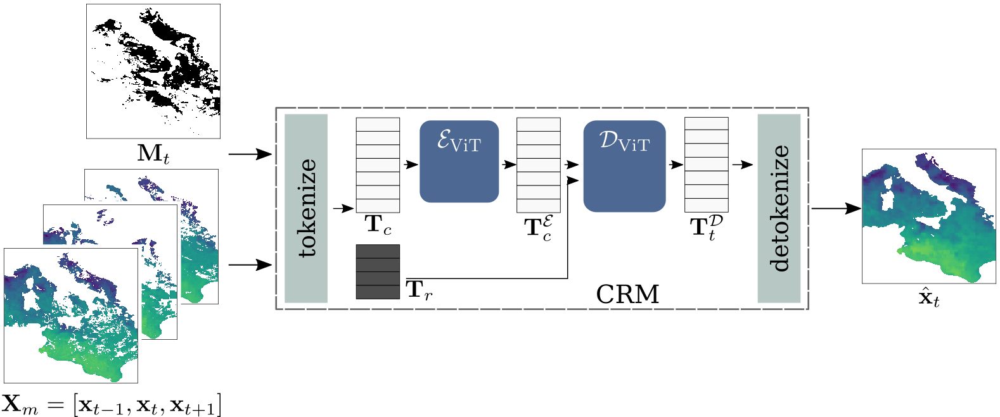 M_t
X_m = [x_{t−1}, x_t, x_{t+1}]
tokenize
T_c
T_r
ℰ_ViT
T_c^ℰ
𝒟_ViT
T_t^𝒟
CRM
detokenize
x̂_t